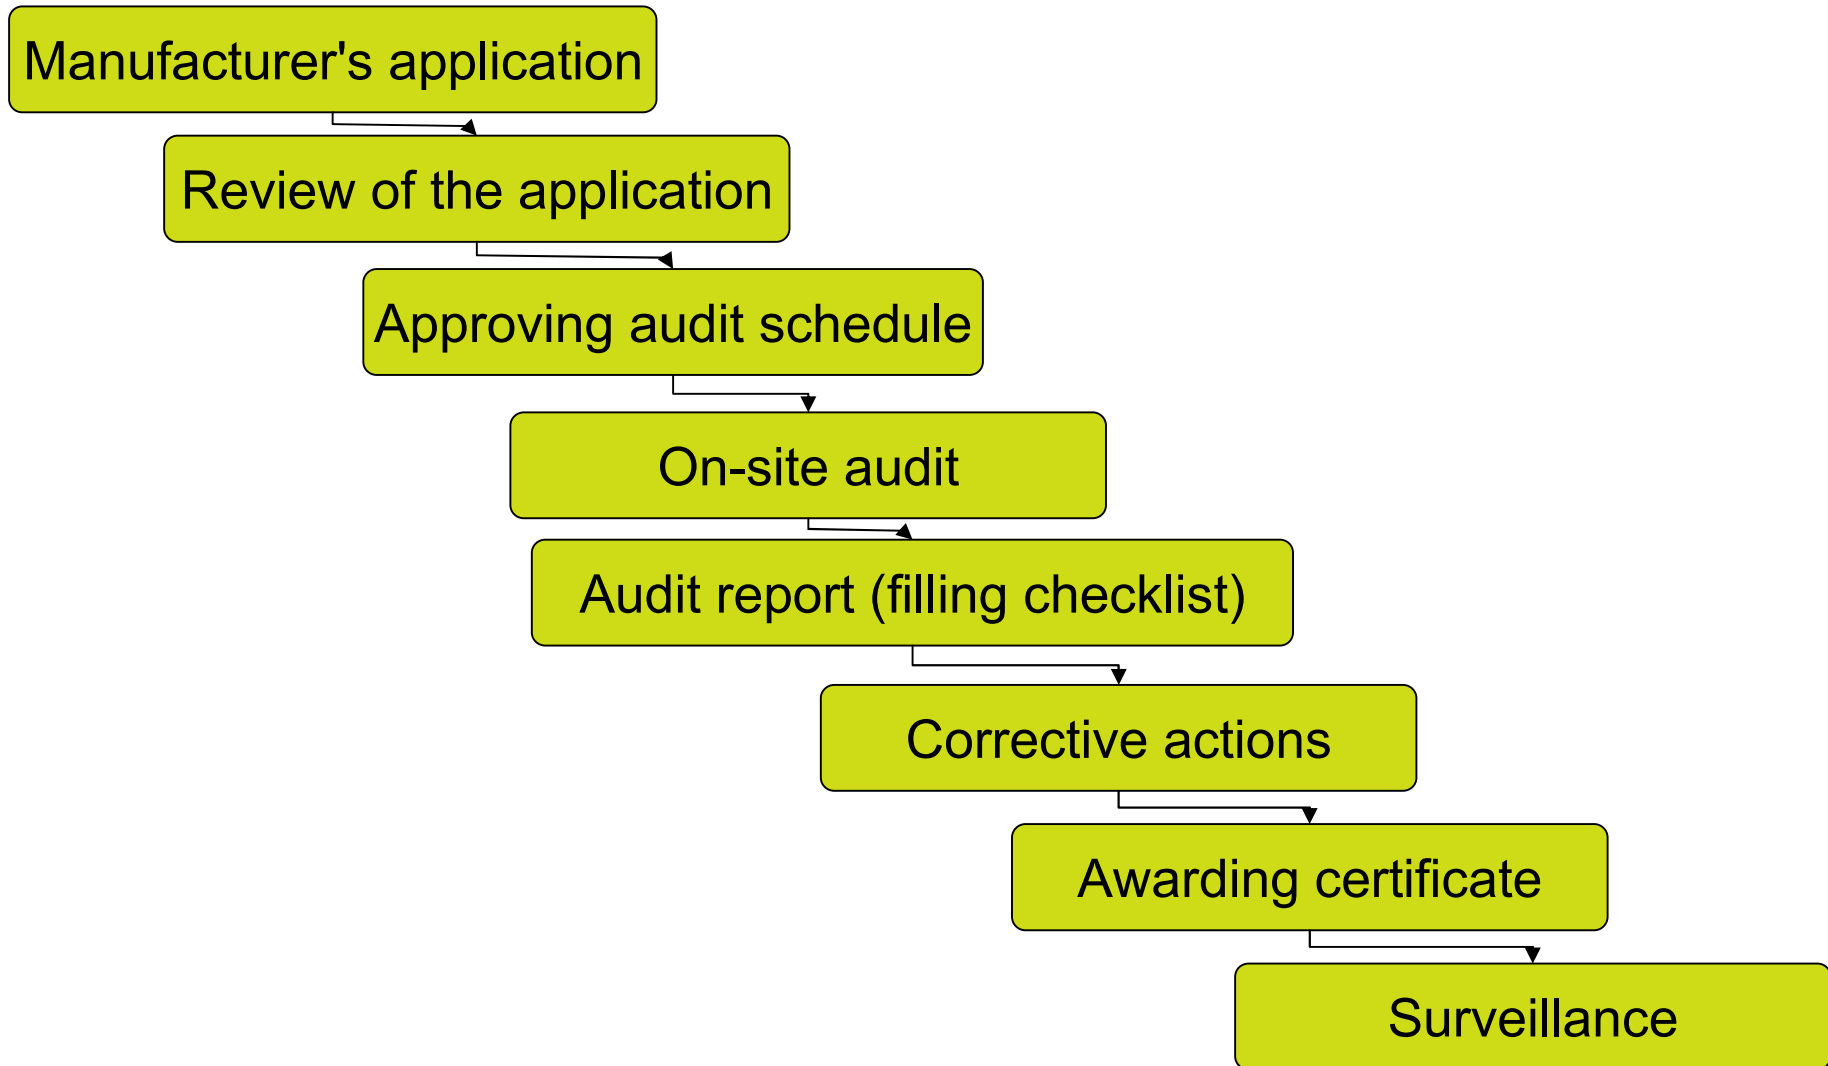 Manufacturer's application
Review of the application
Approving audit schedule
On-site audit
Audit report (filling checklist)
Corrective actions
Awarding certificate
Surveillance